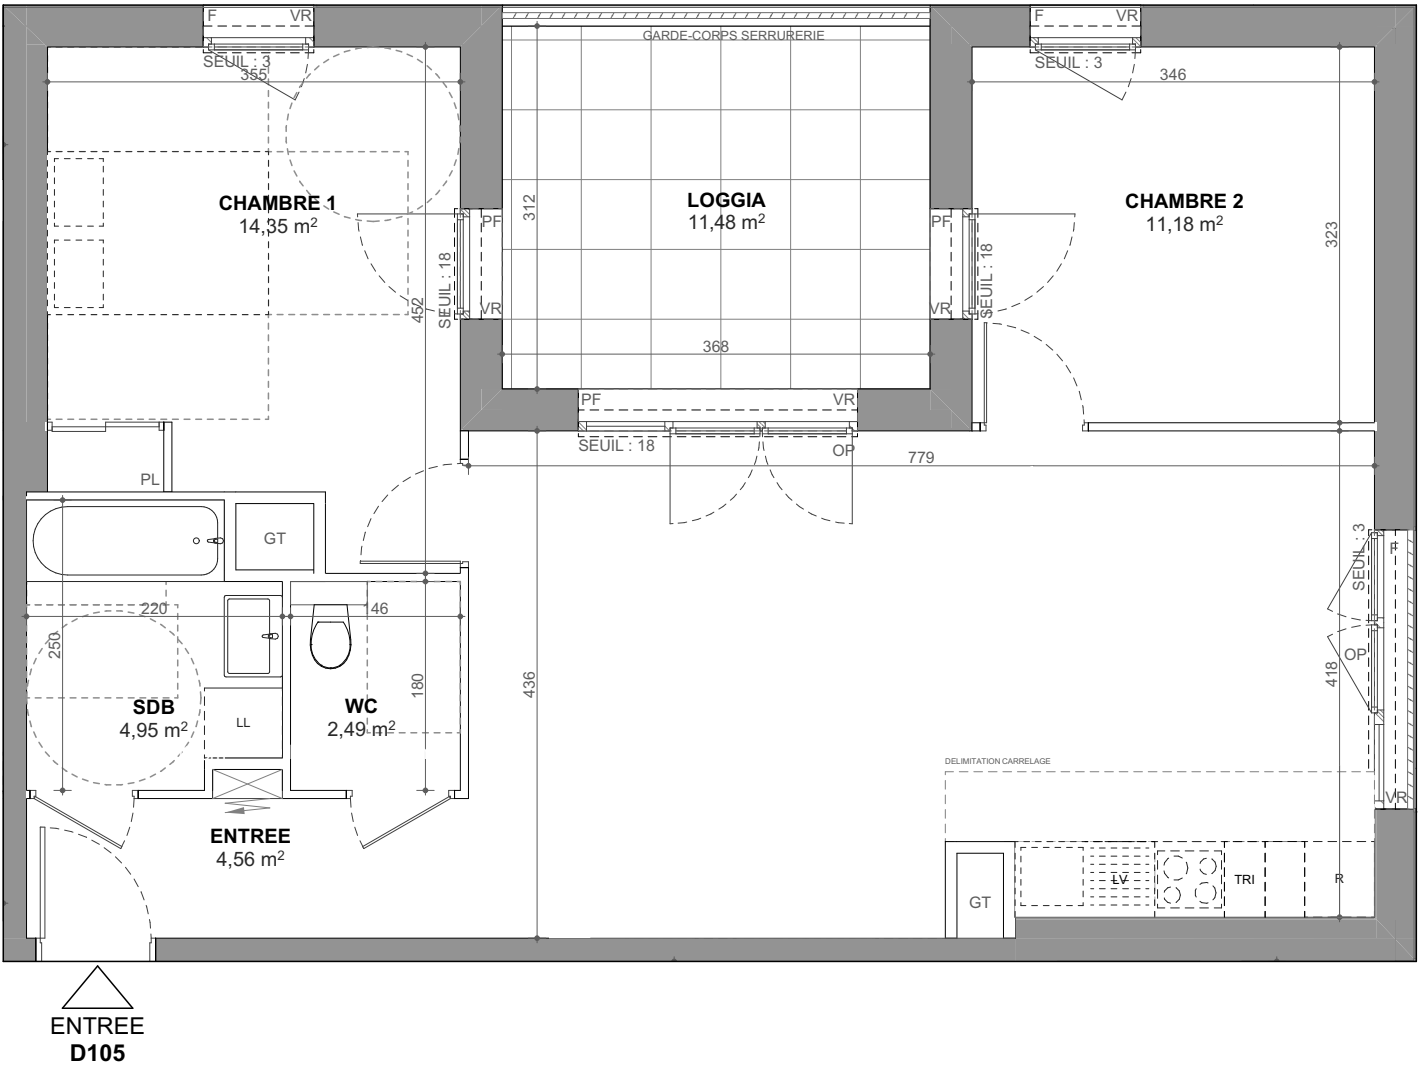 F VR
F VR
GARDE-CORPS SERRURERIE
SEUIL : 3
SEUIL : 3
355
346
CHAMBRE 1
14,35 m²
LOGGIA
11,48 m²
CHAMBRE 2
11,18 m²
312
323
PF
PF
452
SEUIL : 18
SEUIL : 18
VR
VR
368
PF VR
SEUIL : 18
OP
779
PL
GT
SEUIL : 3
F
220
146
250
OP
436
180
418
SDB
4,95 m²
WC
2,49 m²
LL
DELIMITATION CARRELAGE
VR
ENTREE
4,56 m²
LV
TRI
R
GT
ENTREE
D105